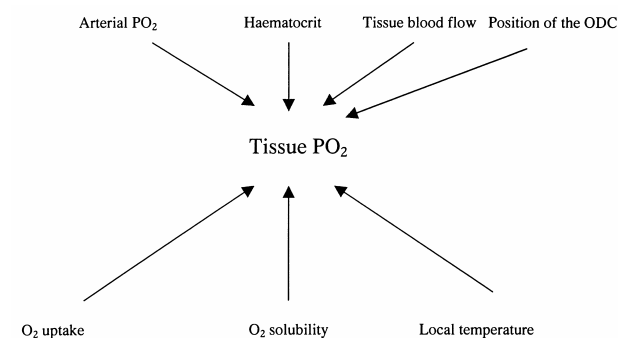 Arterial PO₂ Haematocrit Tissue blood flow Position of the ODC
Tissue PO₂
O₂ uptake O₂ solubility Local temperature